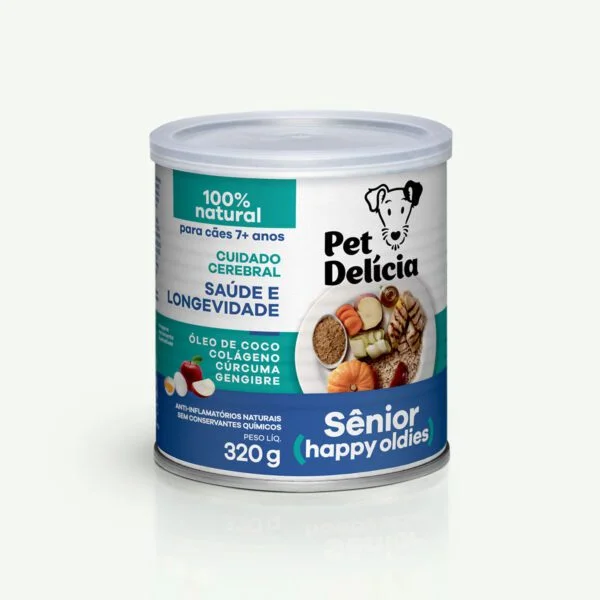 100%
natural
para cães 7+ anos
CUIDADO
CEREBRAL
SAÚDE E
LONGEVIDADE
ÓLEO DE COCO
COLÁGENO
CÚRCUMA
GENGIBRE
ANTI-INFLAMATÓRIOS NATURAIS
SEM CONSERVANTES QUÍMICOS
PESO LÍQ.
320 g
Pet
Delícia
Sênior
(happy oldies)